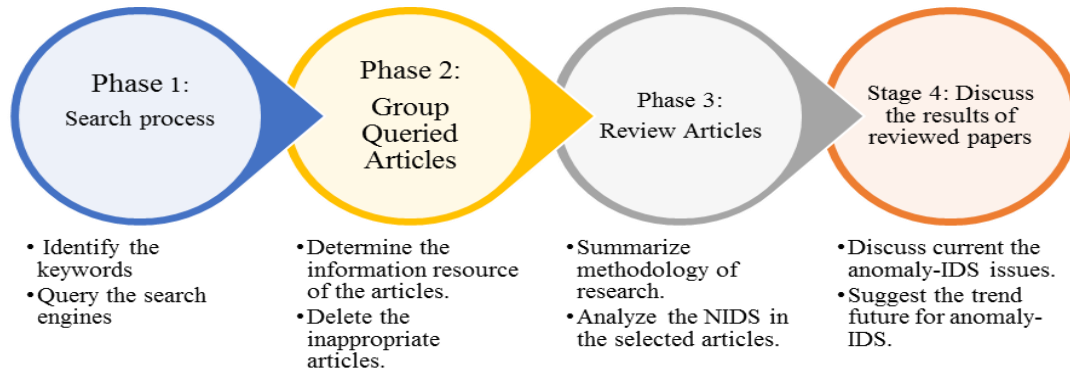 Phase 1:
Search process
Phase 2:
Group
Queried
Articles
Phase 3:
Review Articles
Stage 4: Discuss
the results of
reviewed papers
• Identify the
keywords
•Query the search
engines
•Determine the
information resource
of the articles.
•Delete the
inappropriate
articles.
•Summarize
methodology of
research.
•Analyze the NIDS in
the selected articles.
•Discuss current the
anomaly-IDS issues.
•Suggest the trend
future for anomaly-
IDS.